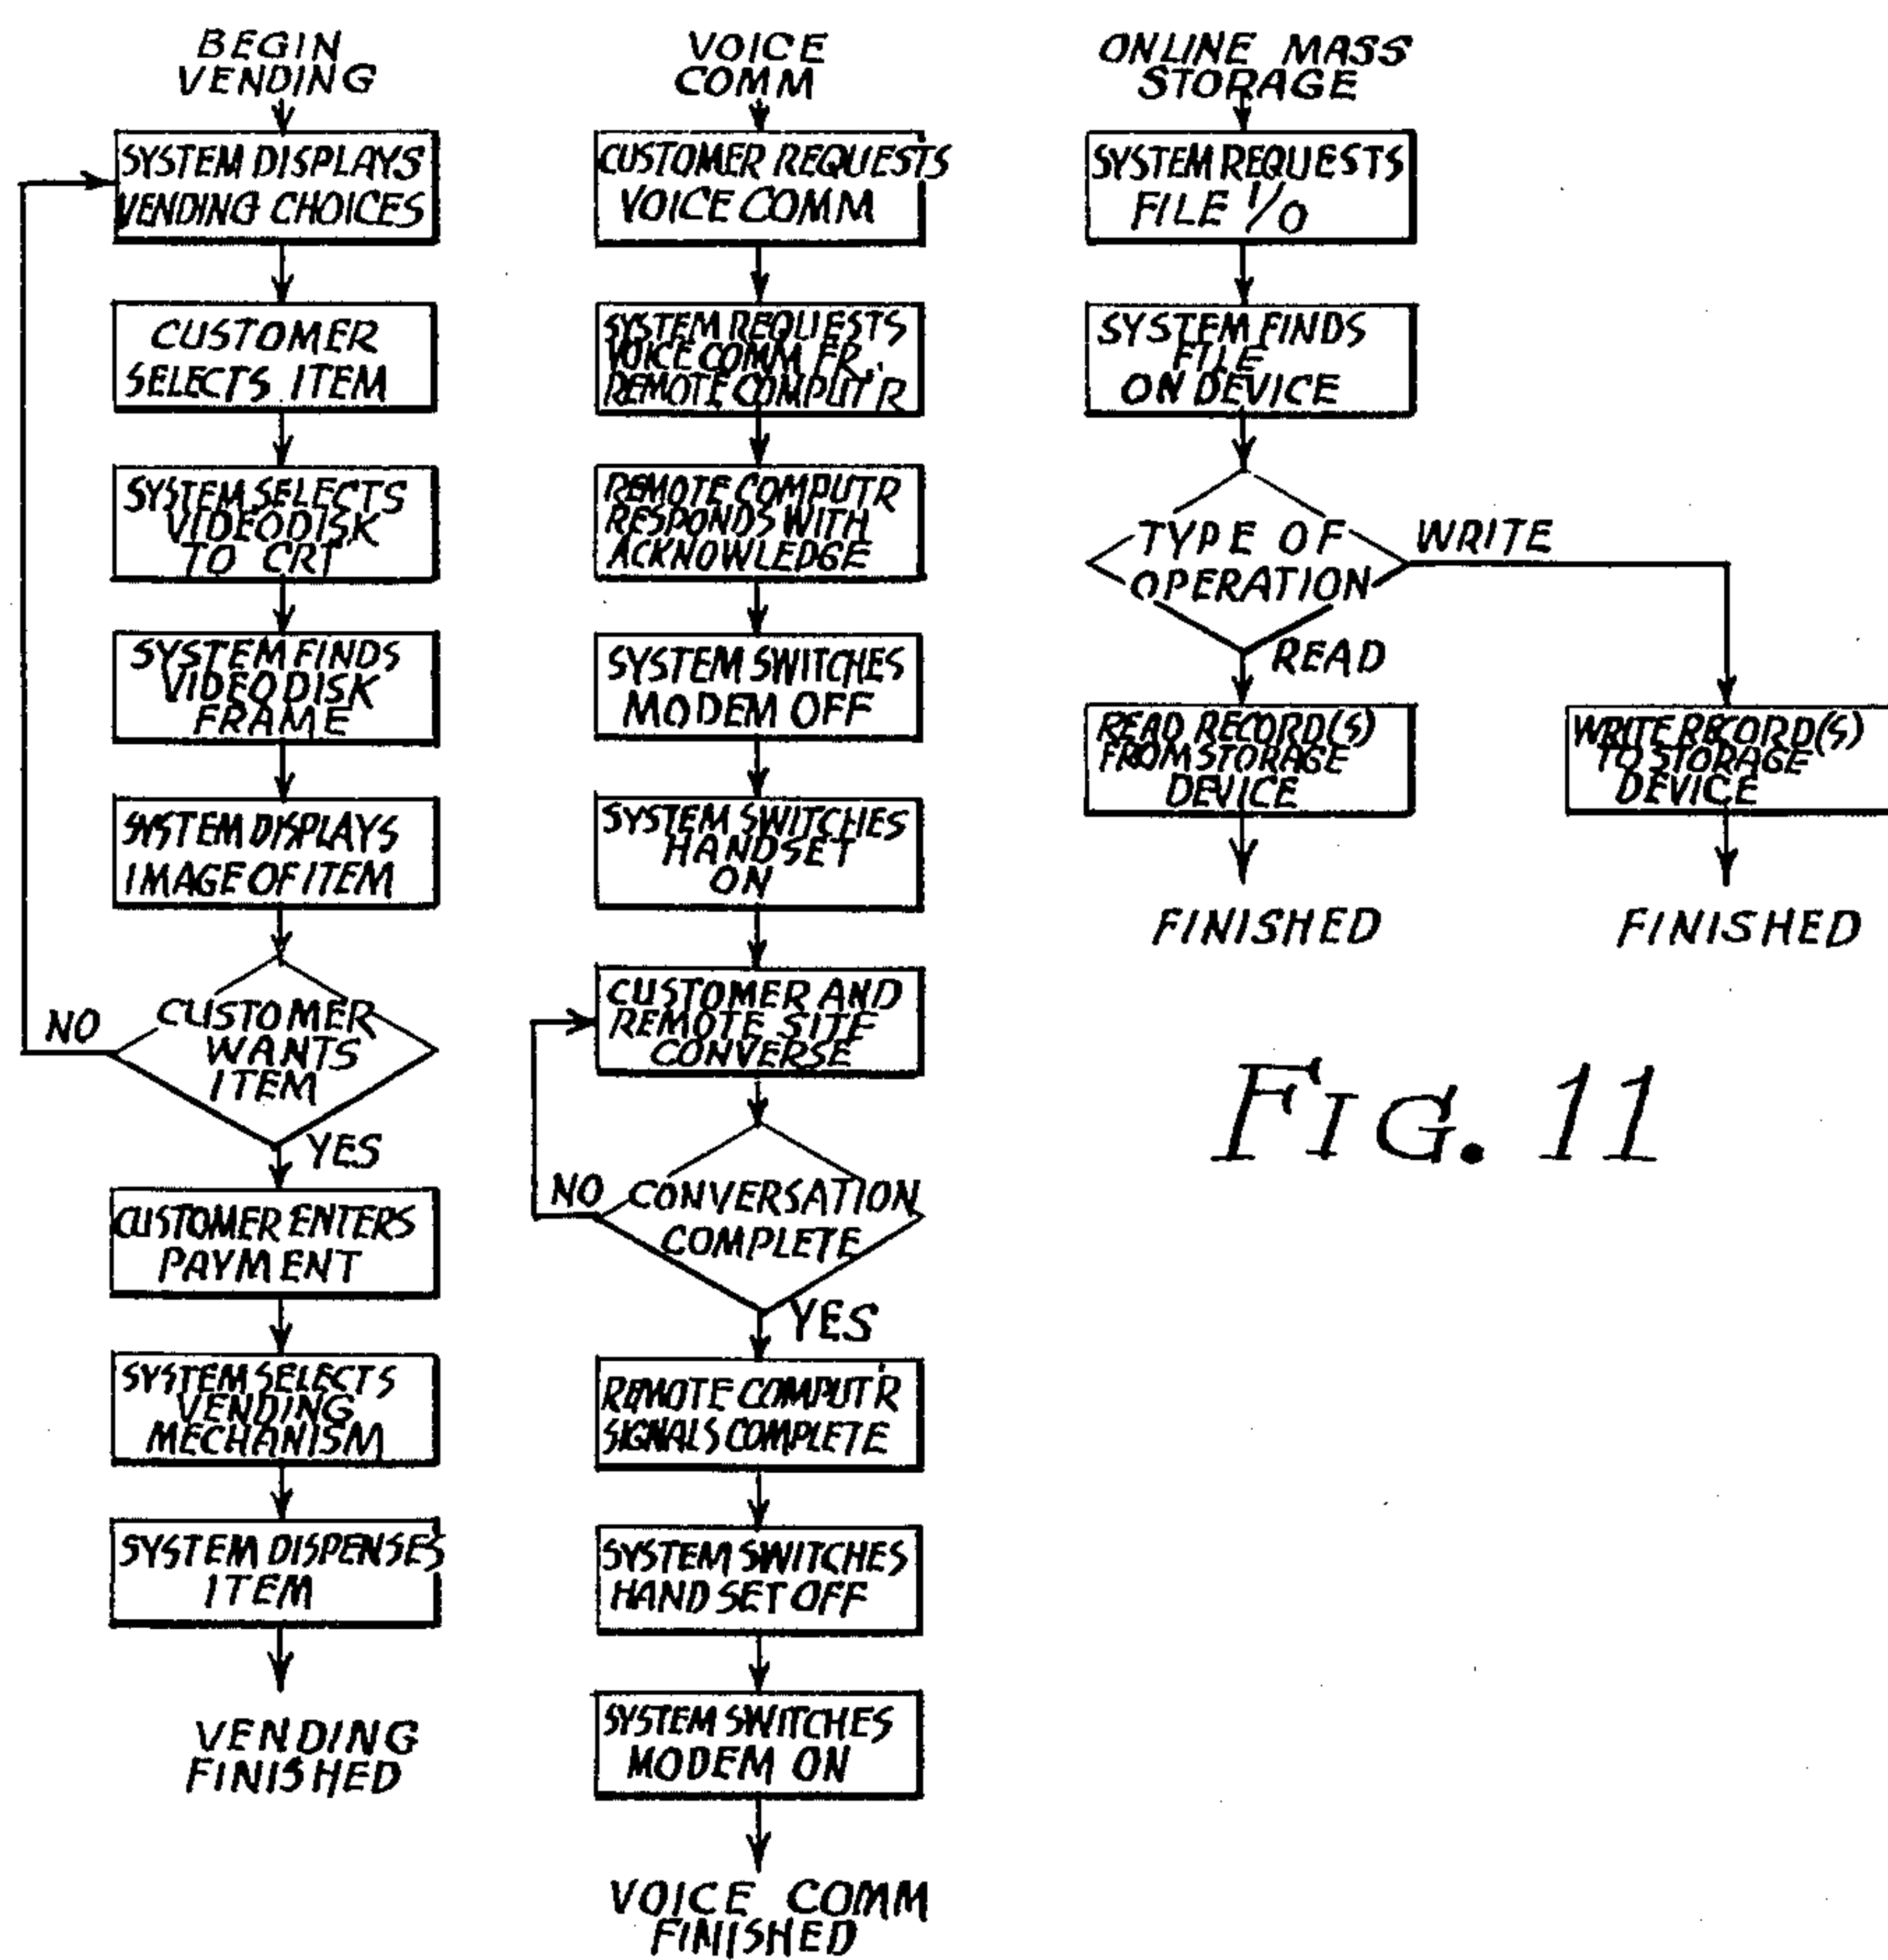 BEGIN
VENDING
SYSTEM DISPLAYS
VENDING CHOICES
CUSTOMER
SELECTS ITEM
SYSTEM SELECTS
VIDEODISK
TO CRT
SYSTEM FINDS
VIDEODISK
FRAME
SYSTEM DISPLAYS
IMAGE OF ITEM
NO
CUSTOMER
WANTS
ITEM
YES
CUSTOMER ENTERS
PAYMENT
SYSTEM SELECTS
VENDING
MECHANISM
SYSTEM DISPENSES
ITEM
VENDING
FINISHED
VOICE
COMM
CUSTOMER REQUESTS
VOICE COMM
SYSTEM REQUESTS
VOICE COMM FR.
REMOTE COMPUT'R
REMOTE COMPUTR
RESPONDS WITH
ACKNOWLEDGE
SYSTEM SWITCHES
MODEM OFF
SYSTEM SWITCHES
HANDSET
ON
CUSTOMER AND
REMOTE SITE
CONVERSE
NO
CONVERSATION
COMPLETE
YES
REMOTE COMPUT'R
SIGNALS COMPLETE
SYSTEM SWITCHES
HAND SET OFF
SYSTEM SWITCHES
MODEM ON
VOICE COMM
FINISHED
ONLINE MASS
STORAGE
SYSTEM REQUESTS
FILE I/O
SYSTEM FINDS
FILE
ON DEVICE
TYPE OF
OPERATION
WRITE
READ
READ RECORD(S)
FROM STORAGE
DEVICE
FINISHED
WRITE RECORD(S)
TO STORAGE
DEVICE
FINISHED
FIG. 11